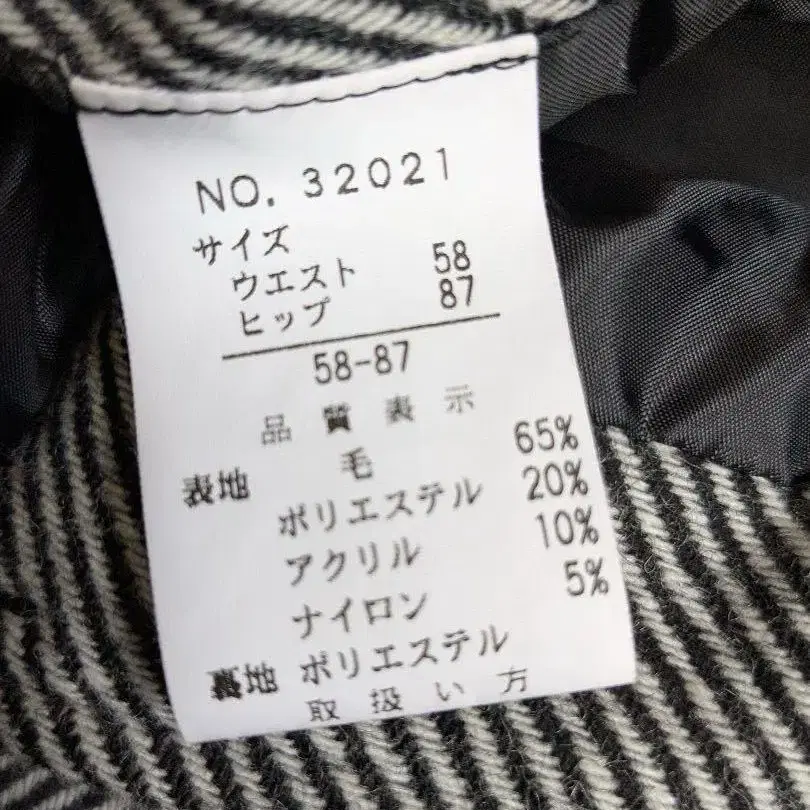 NO. 32021
サイズ
ウエスト 58
ヒップ 87
58-87
品質表示
表地 毛 65%
ポリエステル 20%
アクリル 10%
ナイロン 5%
裏地 ポリエステル
取扱い方